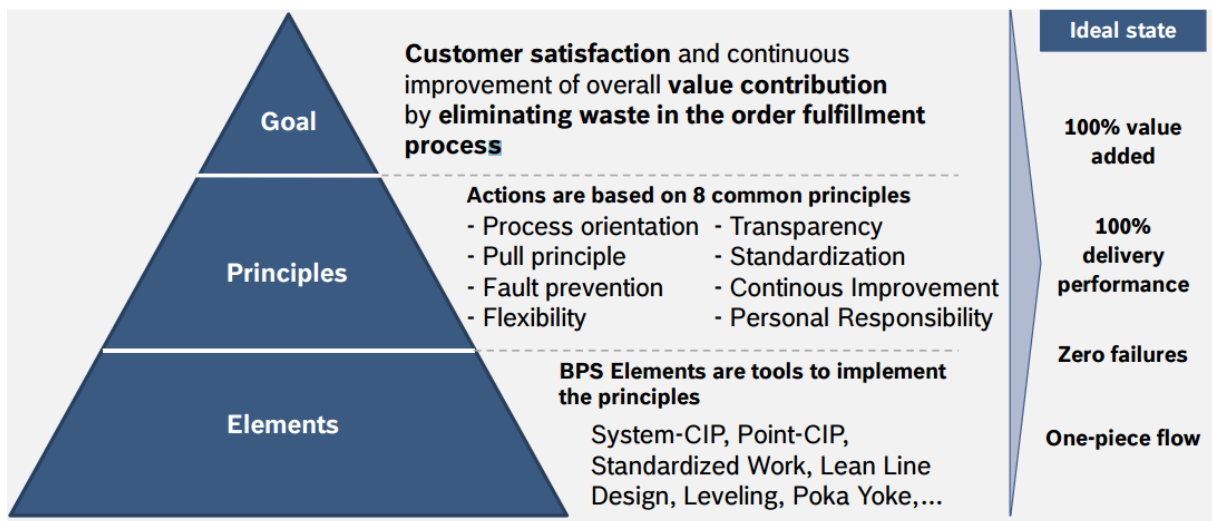 Goal
Customer satisfaction and continuous
improvement of overall value contribution
by eliminating waste in the order fulfillment
process
Principles
Actions are based on 8 common principles
- Process orientation
- Pull principle
- Fault prevention
- Flexibility
- Transparency
- Standardization
- Continous Improvement
- Personal Responsibility
Elements
BPS Elements are tools to implement
the principles
System-CIP, Point-CIP,
Standardized Work, Lean Line
Design, Leveling, Poka Yoke,...
Ideal state
100% value
added
100%
delivery
performance
Zero failures
One-piece flow